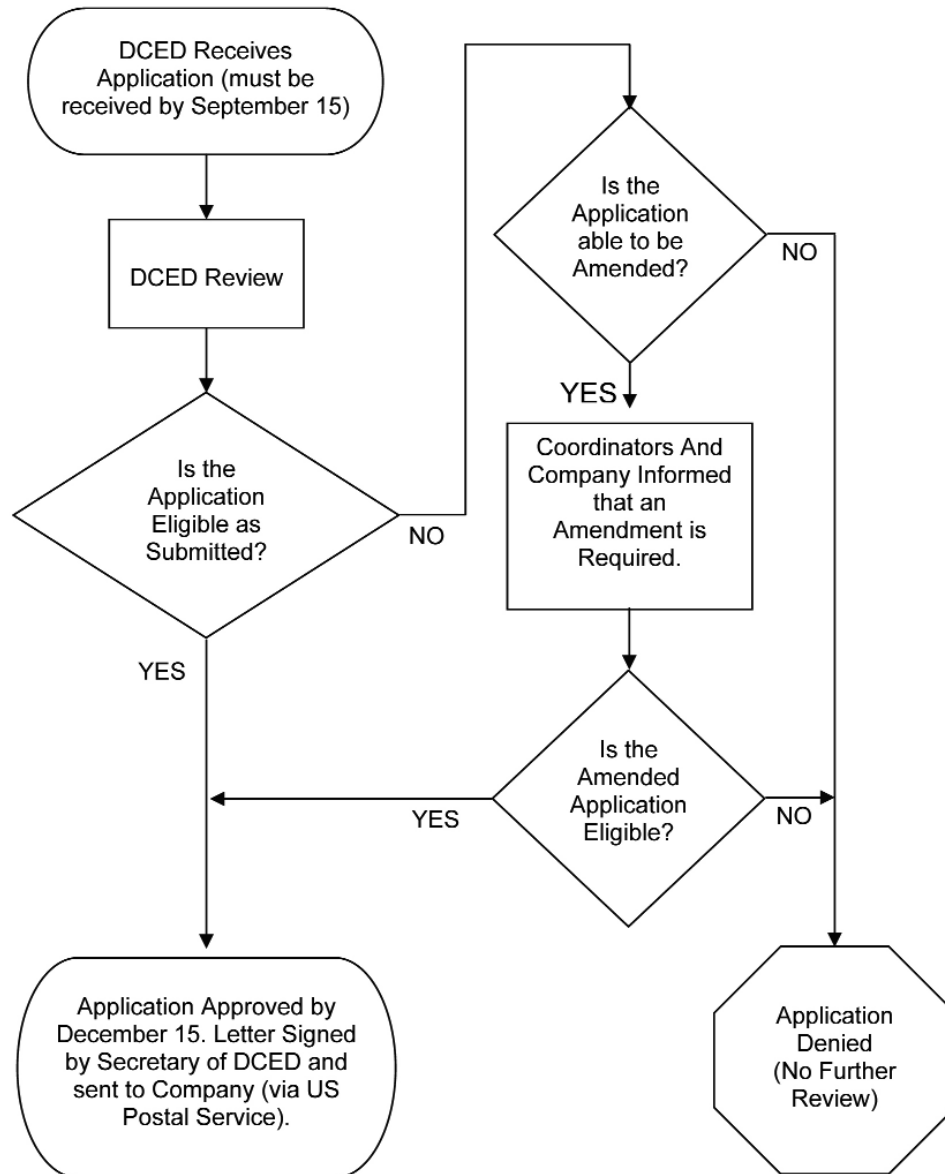 DCED Receives
Application (must be
received by September 15)
DCED Review
Is the
Application
Eligible as
Submitted?
NO
YES
Is the
Application
able to be
Amended?
NO
YES
Coordinators And
Company Informed
that an
Amendment is
Required.
Is the
Amended
Application
Eligible?
YES
NO
Application Approved by
December 15. Letter Signed
by Secretary of DCED and
sent to Company (via US
Postal Service).
Application
Denied
(No Further
Review)